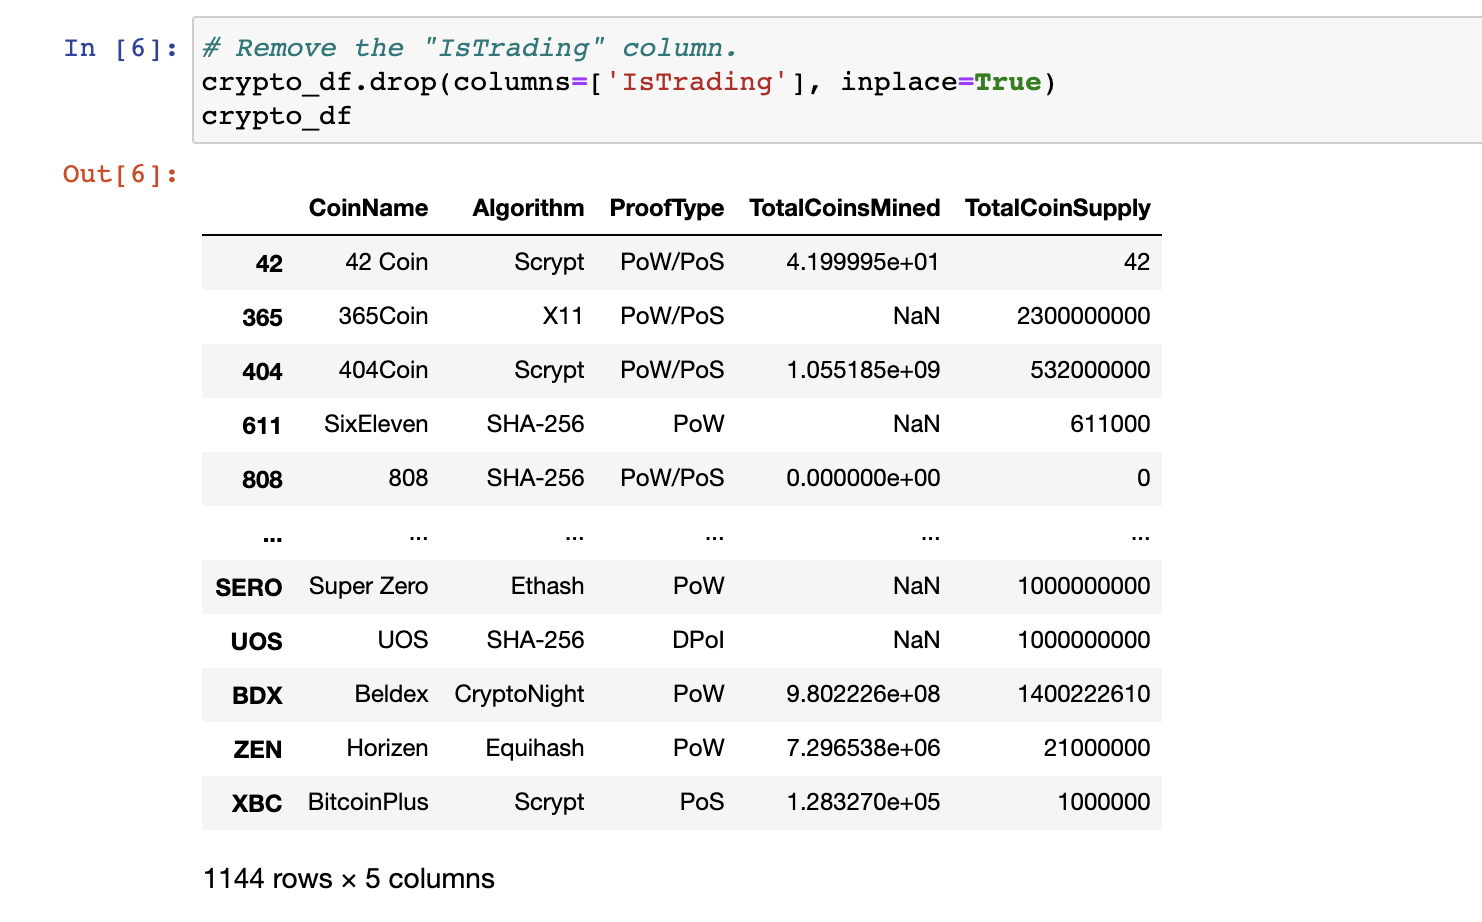 In [6]: # Remove the "IsTrading" column.
crypto_df.drop(columns=['IsTrading'], inplace=True)
crypto_df
Out[6]:
CoinName Algorithm ProofType TotalCoinsMined TotalCoinSupply
42 42 Coin Scrypt PoW/PoS 4.199995e+01 42
365 365Coin X11 PoW/PoS NaN 2300000000
404 404Coin Scrypt PoW/PoS 1.055185e+09 532000000
611 SixEleven SHA-256 PoW NaN 611000
808 808 SHA-256 PoW/PoS 0.000000e+00 0
... ... ... ... ... ...
SERO Super Zero Ethash PoW NaN 1000000000
UOS UOS SHA-256 DPoI NaN 1000000000
BDX Beldex CryptoNight PoW 9.802226e+08 1400222610
ZEN Horizen Equihash PoW 7.296538e+06 21000000
XBC BitcoinPlus Scrypt PoS 1.283270e+05 1000000
1144 rows × 5 columns